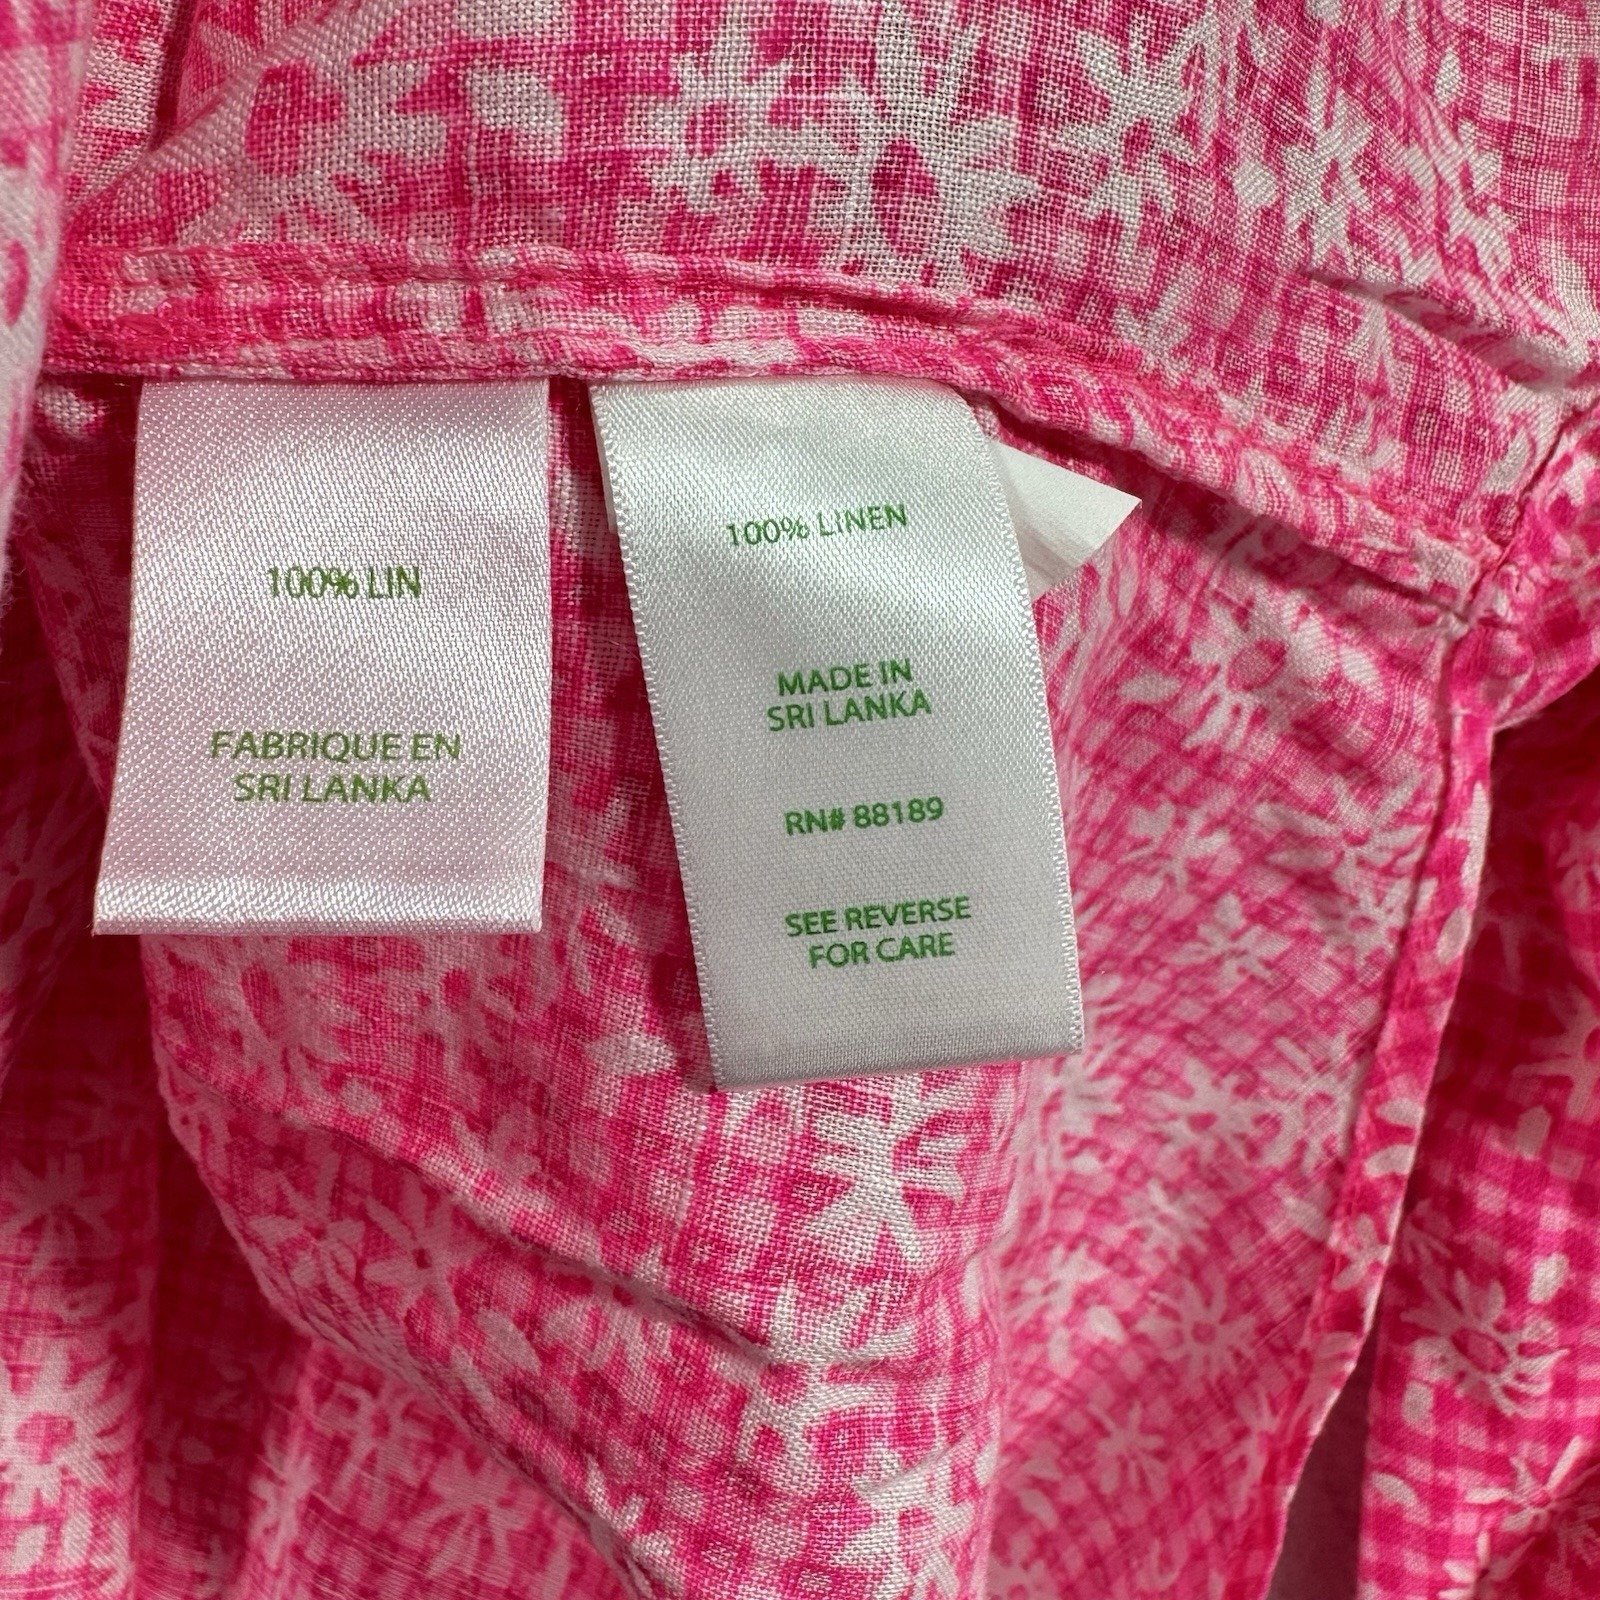 100% LIN
FABRIQUE EN
SRI LANKA
100% LINEN
MADE IN
SRI LANKA
RN# 88189
SEE REVERSE
FOR CARE